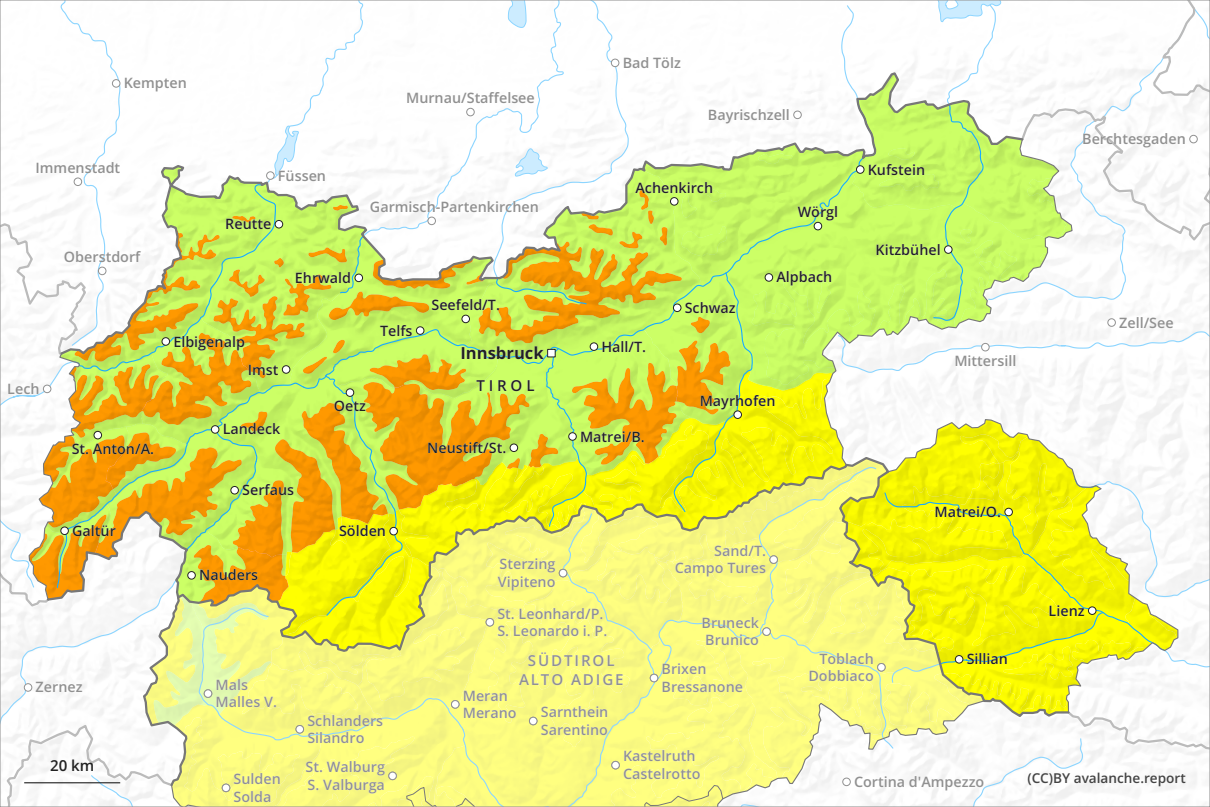 Kempten
Bad Tölz
Murnau/Staffelsee
Bayrischzell
Berchtesgaden
Immenstadt
Füssen
Kufstein
Achenkirch
Garmisch-Partenkirchen
Wörgl
Reutte
Oberstdorf
Kitzbühel
Ehrwald
Alpbach
Seefeld/T.
Schwaz
Zell/See
Telfs
Elbigenalp
Innsbruck
Hall/T.
Mittersill
Imst
TIROL
Lech
Oetz
Mayrhofen
Landeck
Matrei/B.
St. Anton/A.
Neustift/St.
Serfaus
Matrei/O.
Galtür
Sölden
Sterzing
Vipiteno
Sand/T.
Campo Tures
Nauders
St. Leonhard/P.
S. Leonardo i. P.
Bruneck
Brunico
Lienz
SÜDTIROL
ALTO ADIGE
Toblach
Dobbiaco
Sillian
Brixen
Bressanone
Zernez
Mals
Malles V.
Meran
Merano
Sarnthein
Sarentino
Schlanders
Silandro
Kastelruth
Castelrotto
St. Walburg
S. Valburga
20 km
Sulden
Solda
Cortina d'Ampezzo
(CC)BY avalanche.report